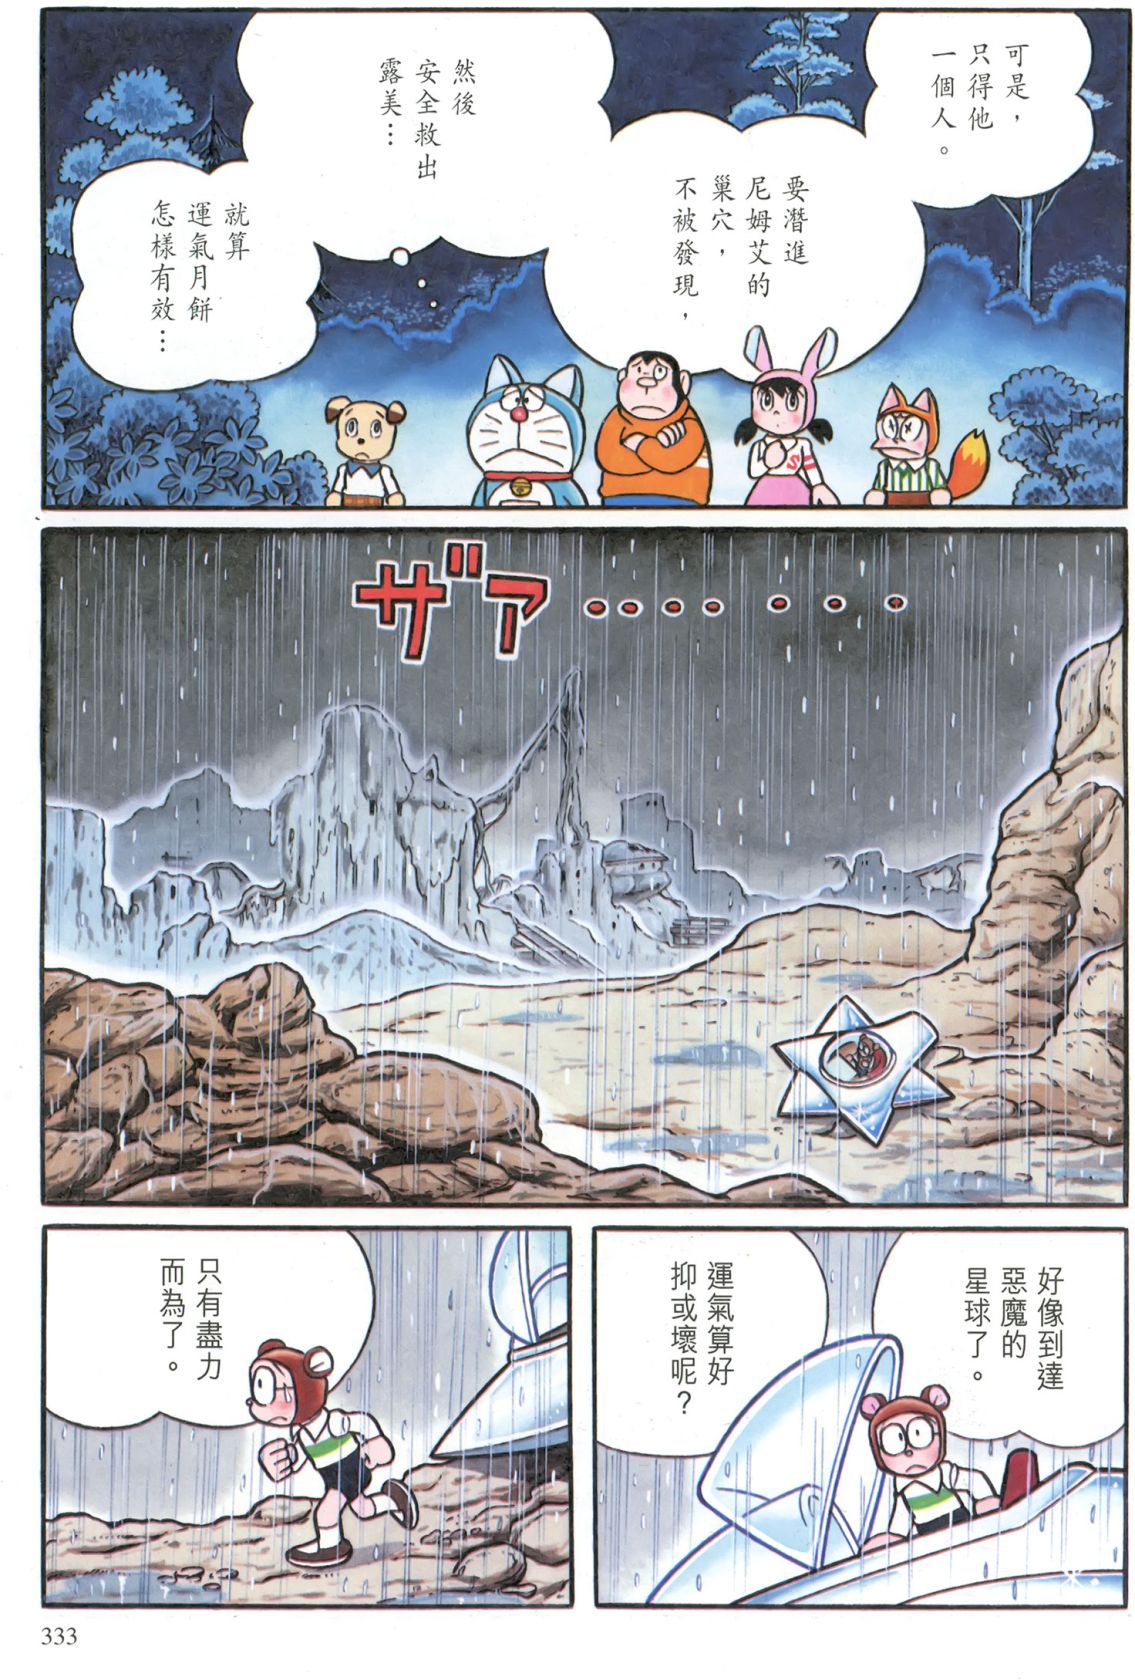 可是，
只得他
一個人。
要潛進
尼姆艾的
巢穴，
不被發現，
然後
安全救出
露美…
就算
運氣月餅
怎樣有效…
ザァ・・・・・・・
好像到達
惡魔的
星球了。
運氣算好
抑或壞呢？
只有盡力
而為了。
333